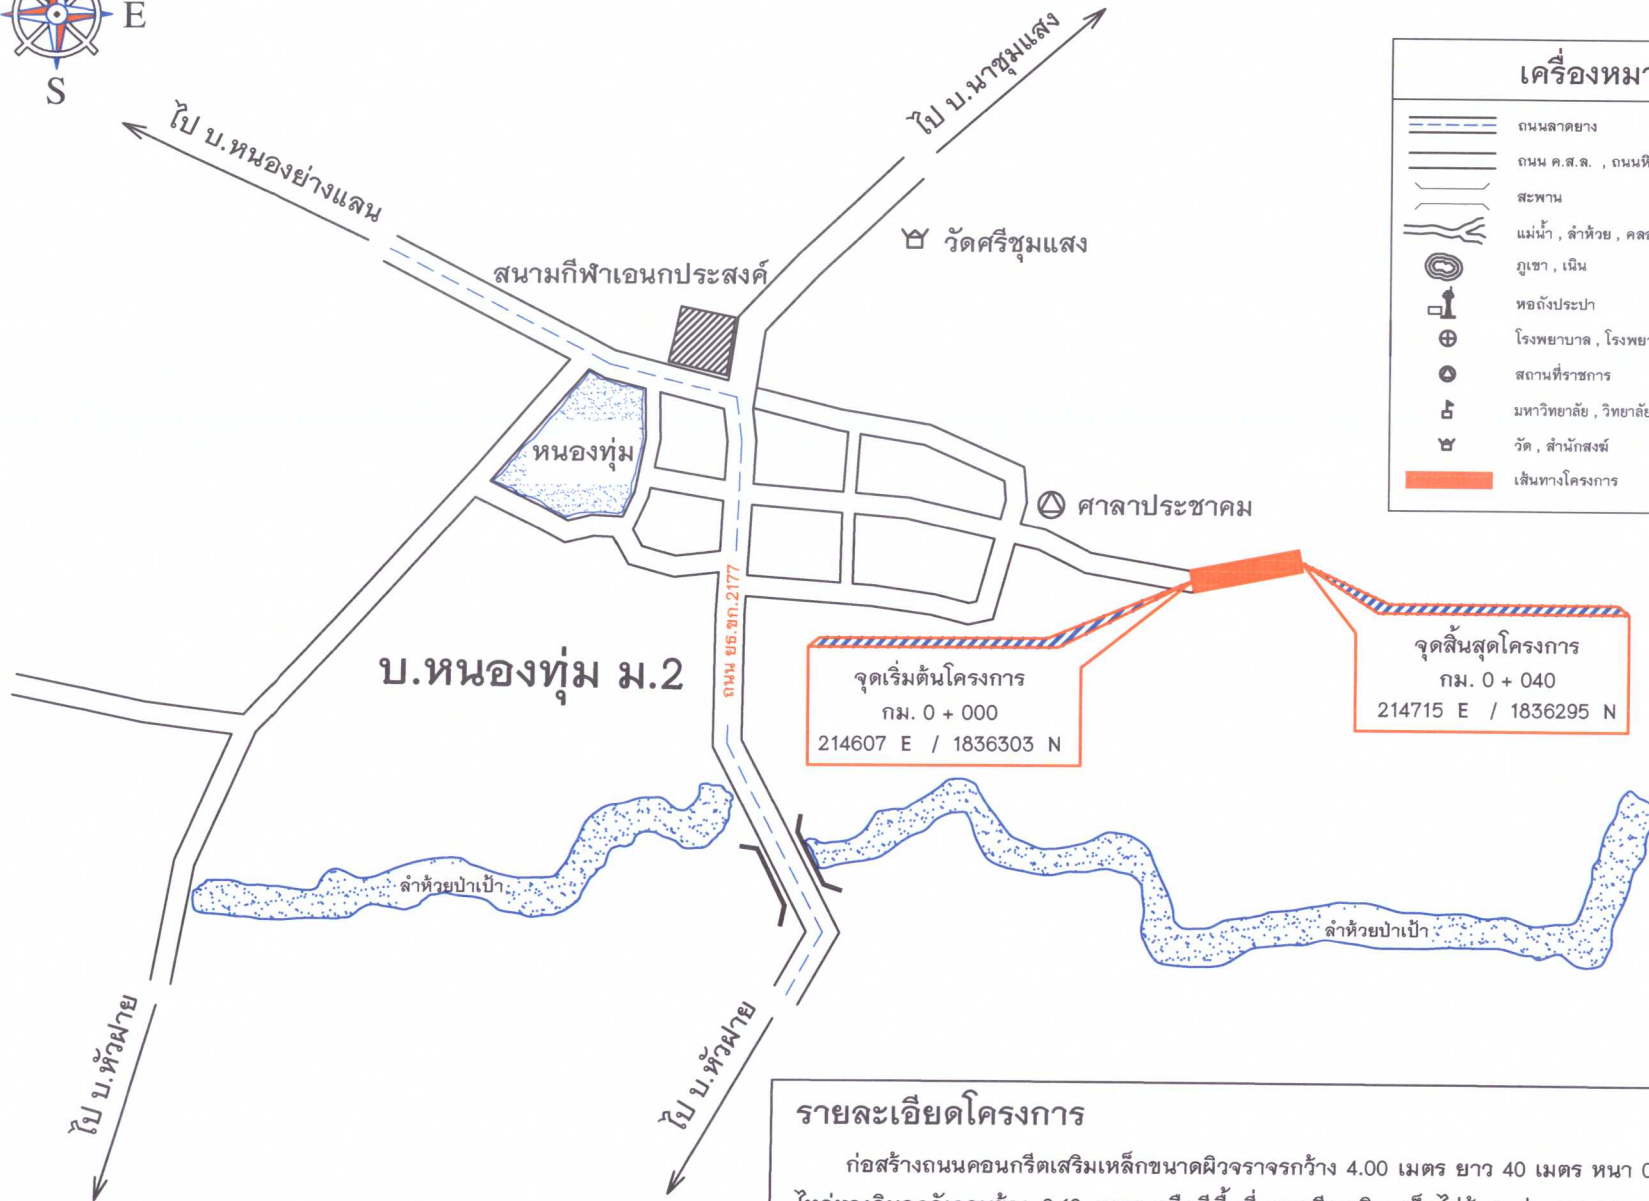 E
S
ไป บ.หนองย่างแลน
ไป บ.นาชุมแสง
วัดศรีชุมแสง
สนามกีฬาเอนกประสงค์
หนองทุ่ม
ศาลาประชาคม
ถนน ยธ.ขก.2177
บ.หนองทุ่ม ม.2
จุดเริ่มต้นโครงการ
กม. 0 + 000
214607 E / 1836303 N
จุดสิ้นสุดโครงการ
กม. 0 + 040
214715 E / 1836295 N
ลำห้วยป่าเป้า
ลำห้วยป่าเป้า
ไป บ.หัวฝาย
ไป บ.หัวฝาย
เครื่องหมา
ถนนลาดยาง
ถนน ค.ส.ล. , ถนนหิ
สะพาน
แม่น้ำ , ลำห้วย , คลอ
ภูเขา , เนิน
หอถังประปา
โรงพยาบาล , โรงพยา
สถานที่ราชการ
มหาวิทยาลัย , วิทยาลัย
วัด , สำนักสงฆ์
เส้นทางโครงการ
รายละเอียดโครงการ
ก่อสร้างถนนคอนกรีตเสริมเหล็กขนาดผิวจราจรกว้าง 4.00 เมตร ยาว 40 เมตร หนา 0